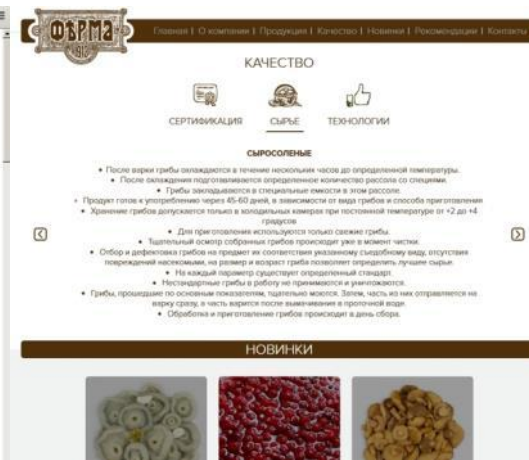 ФЪРМА
1912
Главная | О компании | Продукция | Качество | Новинки | Рекомендации | Контакты
КАЧЕСТВО
СЕРТИФИКАЦИЯ СЫРЬЕ ТЕХНОЛОГИИ
СЫРОСОЛЕНЫЕ
• После варки грибы охлаждаются в течение нескольких часов до определенной температуры.
• После охлаждения подготавливается определенное количество рассола со специями.
• Грибы закладываются в специальные емкости в этом рассоле.
• Продукт готов к употреблению через 45-60 дней, в зависимости от вида грибов и способа приготовления
• Хранение грибов допускается только в холодильных камерах при постоянной температуре от +2 до +4
градусов
• Для приготовления используются только свежие грибы.
• Тщательный осмотр собранных грибов происходит уже в момент чистки.
• Отбор и дефектовка грибов на предмет их соответствия указанному съедобному виду, отсутствия
повреждений насекомыми, на размер и возраст гриба позволяет определить лучшее сырье.
• На каждый параметр существует определенный стандарт.
• Нестандартные грибы в работу не принимаются и уничтожаются.
• Грибы, прошедшие по основным показателям, тщательно моются. Затем, часть из них отправляется на
варку сразу, а часть варится после вымачивания в проточной воде.
• Обработка и приготовление грибов происходит в день сбора.
НОВИНКИ